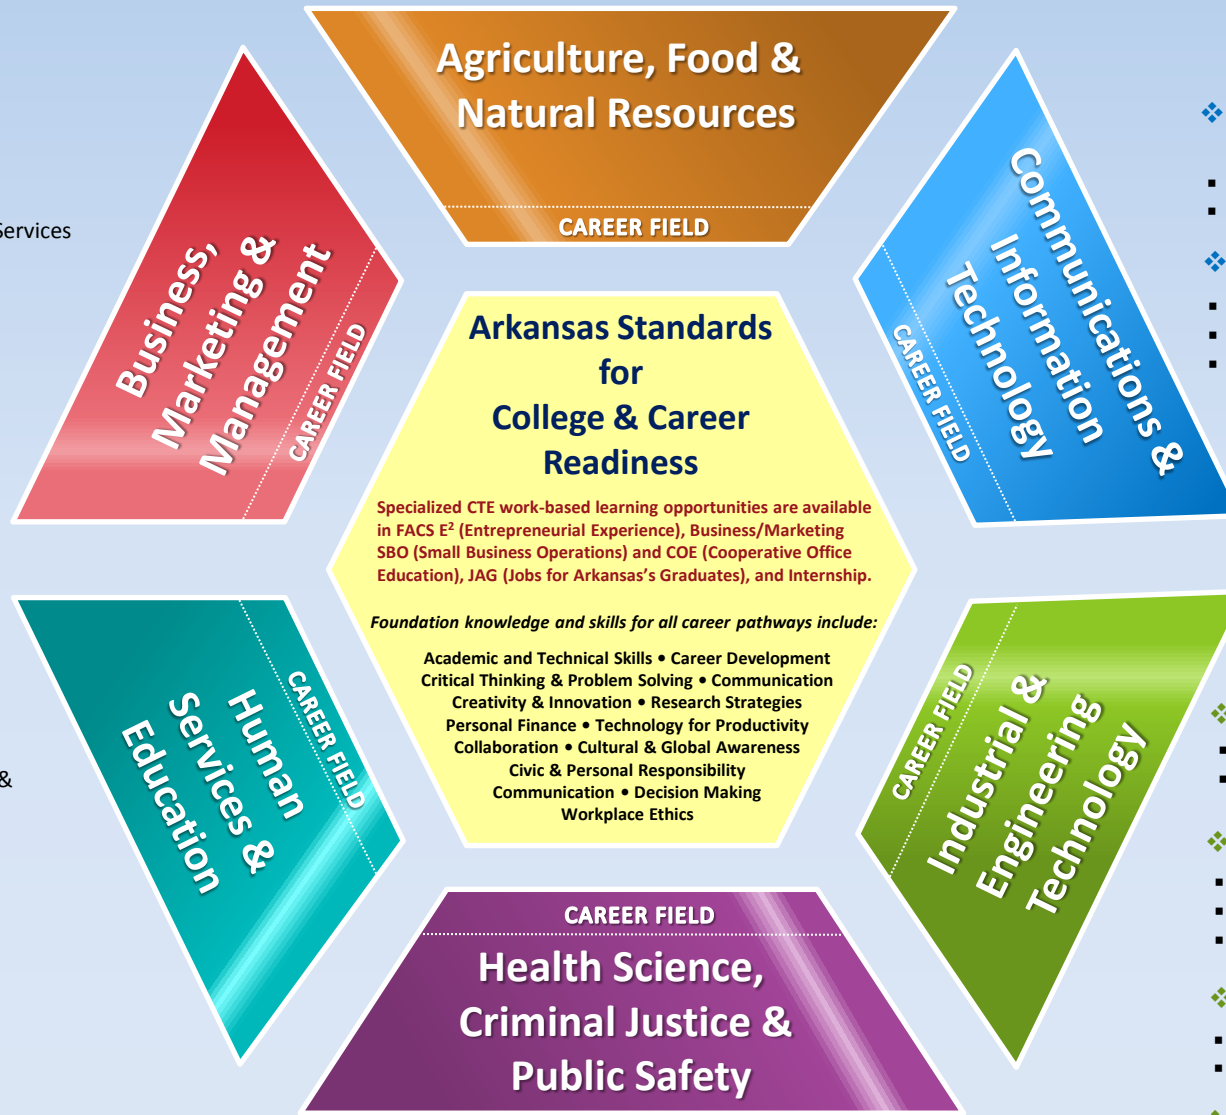 Agriculture, Food &
Natural Resources
CAREER FIELD
Services
Business,
Marketing &
Management
CAREER FIELD
Communications &
Information
Technology
CAREER FIELD
Arkansas Standards
for
College & Career
Readiness
Specialized CTE work-based learning opportunities are available
in FACS E² (Entrepreneurial Experience), Business/Marketing
SBO (Small Business Operations) and COE (Cooperative Office
Education), JAG (Jobs for Arkansas's Graduates), and Internship.
Foundation knowledge and skills for all career pathways include:
Academic and Technical Skills • Career Development
Critical Thinking & Problem Solving • Communication
Creativity & Innovation • Research Strategies
Personal Finance • Technology for Productivity
Collaboration • Cultural & Global Awareness
Civic & Personal Responsibility
Communication • Decision Making
Workplace Ethics
&
CAREER FIELD
Human
Services &
Education
CAREER FIELD
Industrial &
Engineering
Technology
CAREER FIELD
Health Science,
Criminal Justice &
Public Safety